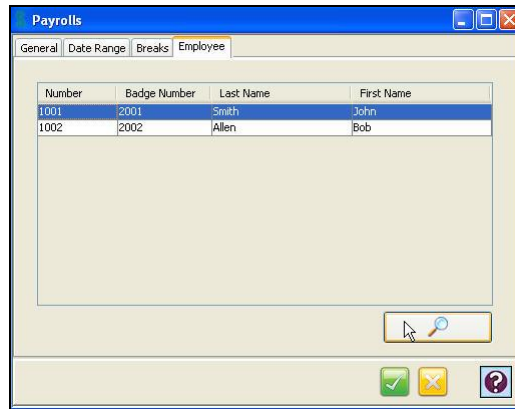 Payrolls
General Date Range Breaks Employee
Number Badge Number Last Name First Name
1001 2001 Smith John
1002 2002 Allen Bob
?